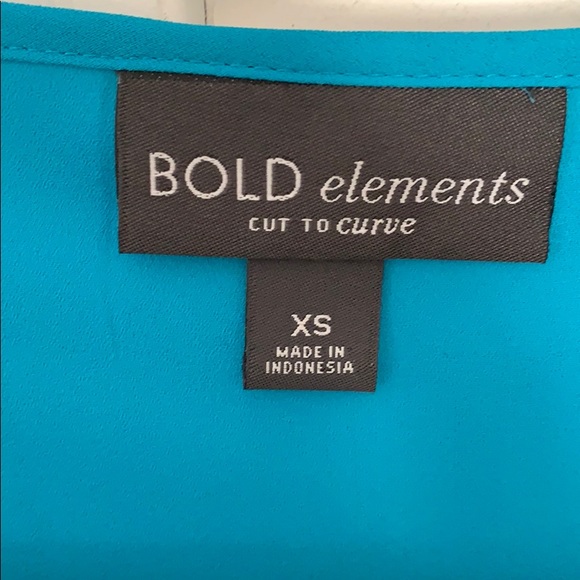 BOLD elements
CUT TO curve
XS
MADE IN
INDONESIA